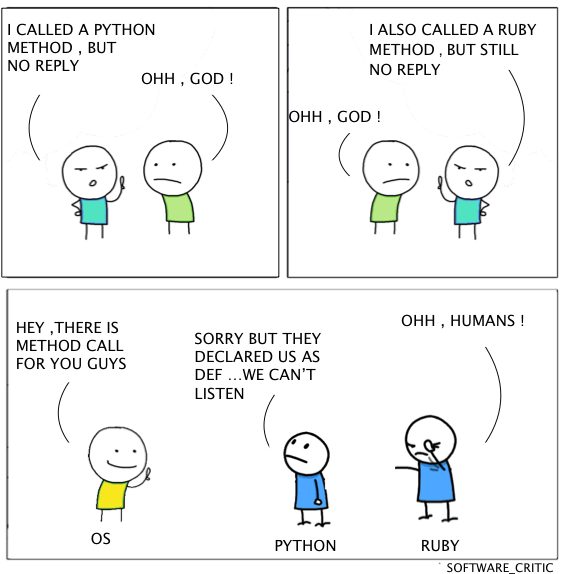 I CALLED A PYTHON
METHOD , BUT
NO REPLY
OHH , GOD !
I ALSO CALLED A RUBY
METHOD , BUT STILL
NO REPLY
OHH , GOD !
HEY ,THERE IS
METHOD CALL
FOR YOU GUYS
SORRY BUT THEY
DECLARED US AS
DEF ...WE CAN'T
LISTEN
OHH , HUMANS !
OS
PYTHON
RUBY
SOFTWARE_CRITIC